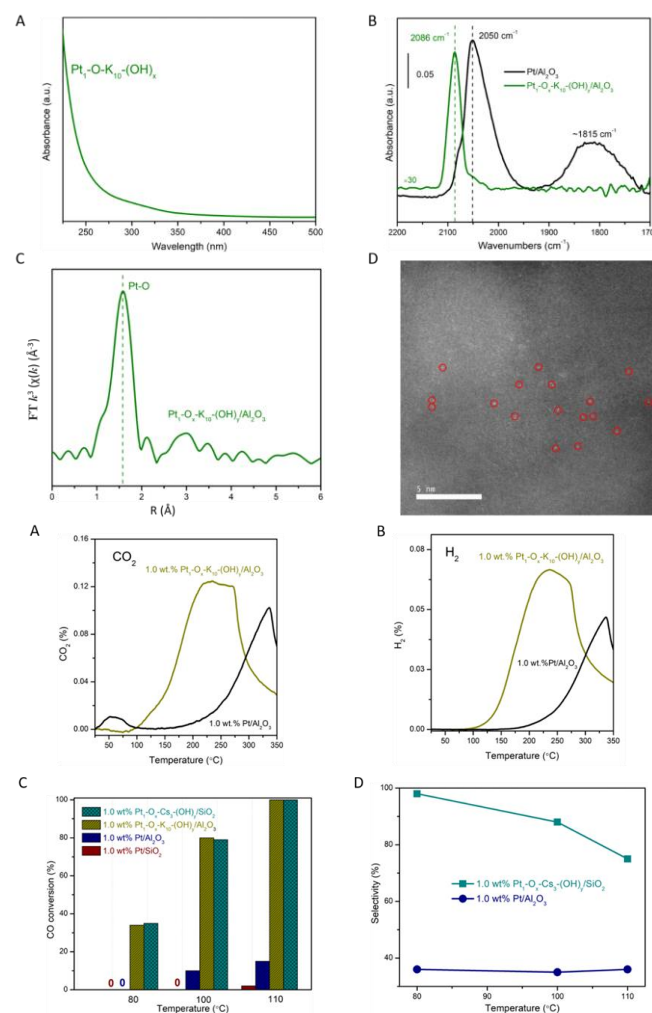 A
Pt₁-O-K₁₀-(OH)ₓ
Absorbance (a.u.)
250 300 350 400 450 500
Wavelength (nm)
B
2086 cm⁻¹
2050 cm⁻¹
0.05
Pt/Al₂O₃
Pt₁-Oₓ-K₁₀-(OH)ᵧ/Al₂O₃
~1815 cm⁻¹
×30
Absorbance (a.u.)
2200 2100 2000 1900 1800 1700
Wavenumbers (cm⁻¹)
C
Pt-O
Pt₁-Oₓ-K₁₀-(OH)ᵧ/Al₂O₃
FT k³ (χ(k) (Å⁻³)
0 1 2 3 4 5 6
R (Å)
D
5 nm
A
CO₂
1.0 wt.% Pt₁-Oₓ-K₁₀-(OH)ᵧ/Al₂O₃
1.0 wt.% Pt/Al₂O₃
CO₂ (%)
0.16
0.12
0.08
0.04
0.00
50 100 150 200 250 300 350
Temperature (°C)
B
H₂
1.0 wt.% Pt₁-Oₓ-K₁₀-(OH)ᵧ/Al₂O₃
1.0 wt.%Pt/Al₂O₃
H₂ (%)
0.08
0.05
0.03
0.00
50 100 150 200 250 300 350
Temperature (°C)
C
1.0 wt% Pt₁-Oₓ-Cs₃-(OH)ᵧ/SiO₂
1.0 wt% Pt₁-Oₓ-K₁₀-(OH)ᵧ/Al₂O₃
1.0 wt% Pt/Al₂O₃
1.0 wt% Pt/SiO₂
CO conversion (%)
100
80
60
40
20
0
0 0 0
80 100 110
Temperature (°C)
D
1.0 wt% Pt₁-Oₓ-Cs₃-(OH)ᵧ/SiO₂
1.0 wt% Pt/Al₂O₃
Selectivity (%)
100
80
60
40
80 90 100 110
Temperature (°C)